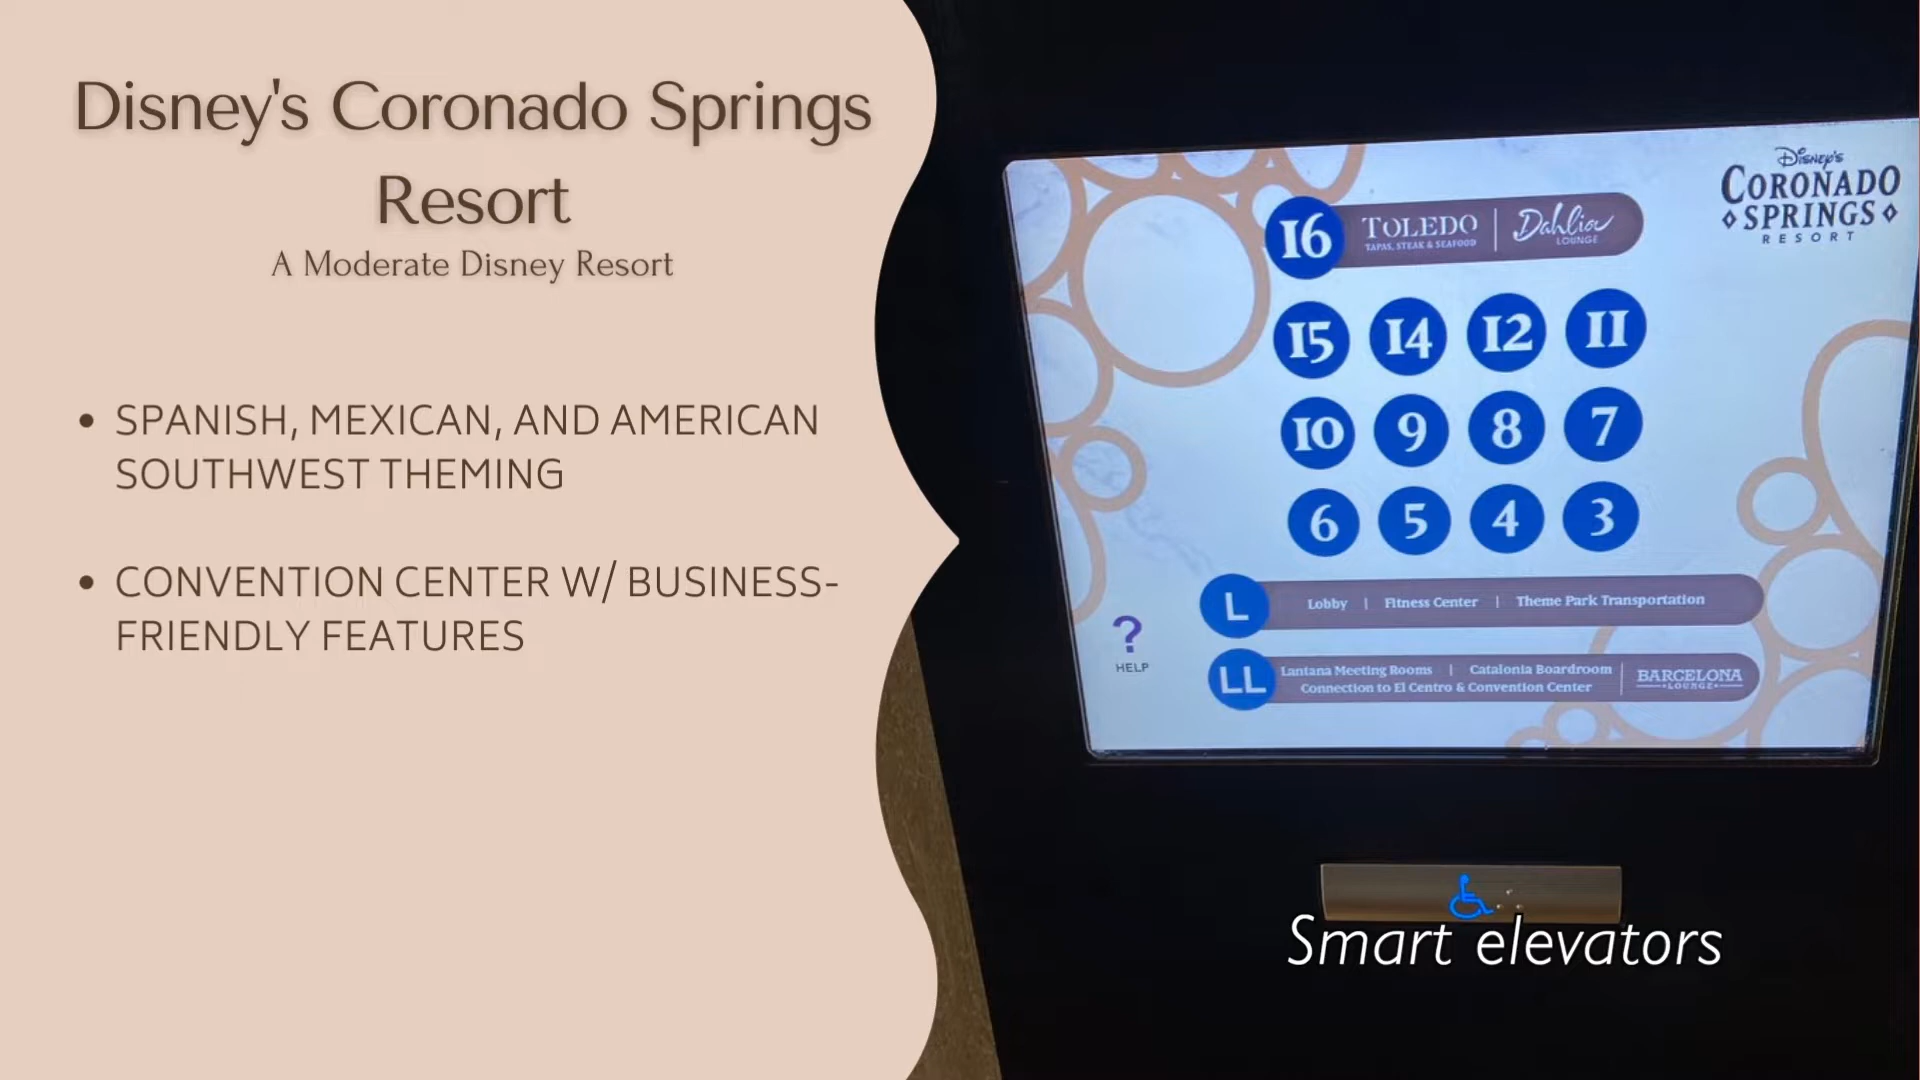 Disney's Coronado Springs
Resort
A Moderate Disney Resort
• SPANISH, MEXICAN, AND AMERICAN
SOUTHWEST THEMING
• CONVENTION CENTER W/ BUSINESS-
FRIENDLY FEATURES
Disney's
CORONADO
SPRINGS
RESORT
16 TOLEDO | Dahlia
TAPAS, STEAK & SEAFOOD LOUNGE
15 14 12 11
10 9 8 7
6 5 4 3
L Lobby | Fitness Center | Theme Park Transportation
LL Lantana Meeting Rooms | Catalonia Boardroom
Connection to El Centro & Convention Center
BARCELONA
LOUNGE
?
HELP
Smart elevators